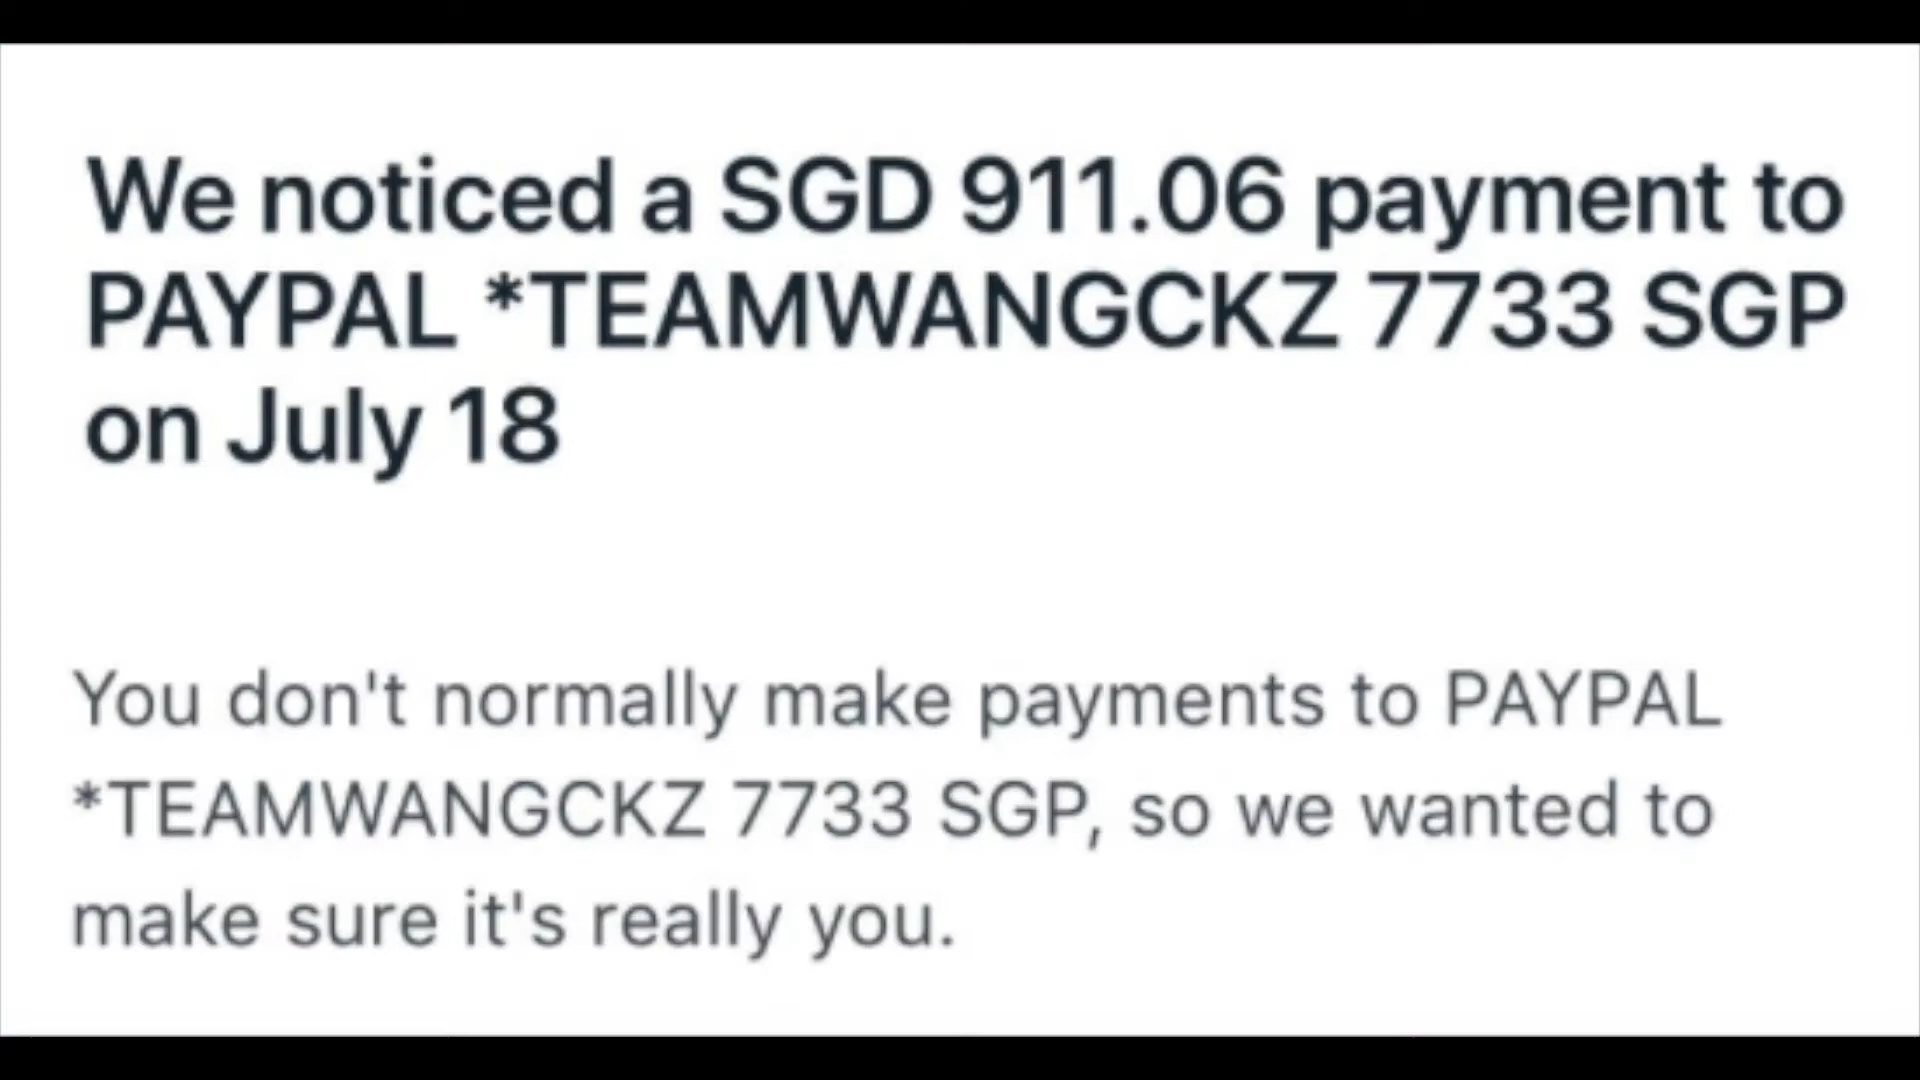 We noticed a SGD 911.06 payment to
PAYPAL *TEAMWANGCKZ 7733 SGP
on July 18
You don't normally make payments to PAYPAL
*TEAMWANGCKZ 7733 SGP, so we wanted to
make sure it's really you.